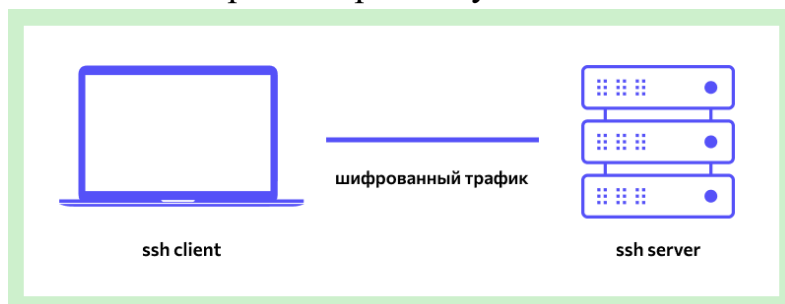 шифрованный трафик
ssh client
ssh server